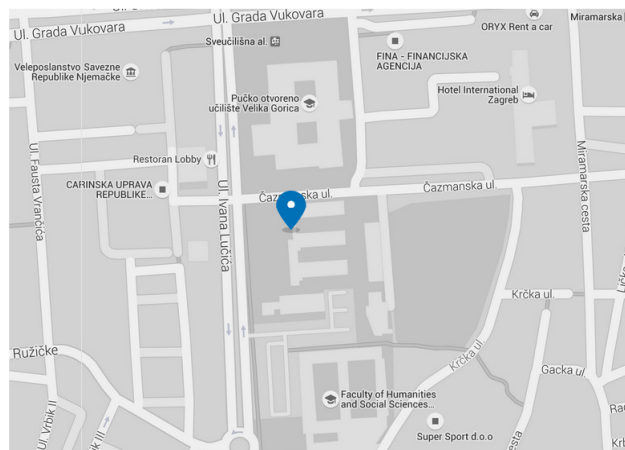 Ul. Grada Vukovara
Ul. Grada Vukovara
Miramarska
ORYX Rent a car
Sveučilišna al.
FINA - FINANCIJSKA
AGENCIJA
Veleposlanstvo Savezne
Republike Njemačke
Hotel International
Zagreb
Pučko otvoreno
učilište Velika Gorica
Ul. Fausta Vrančića
Restoran Lobby
Miramarska cesta
CARINSKA UPRAVA
REPUBLIKE...
Ul. Ivana Lučića
Čazmanska ul.
Čazmanska ul.
Krčka ul.
Ružičke
Krčka ul.
Gacka ul.
Faculty of Humanities
and Social Sciences...
Ul. Vrbik II
Super Sport d.o.o